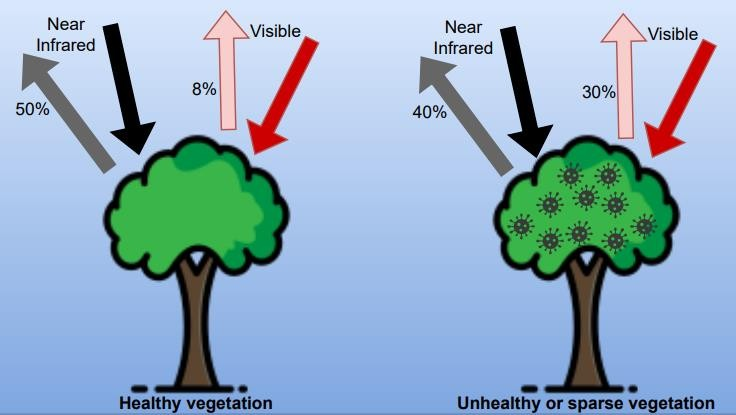 Near
Infrared
Visible
50%
8%
Healthy vegetation
Near
Infrared
Visible
40%
30%
Unhealthy or sparse vegetation